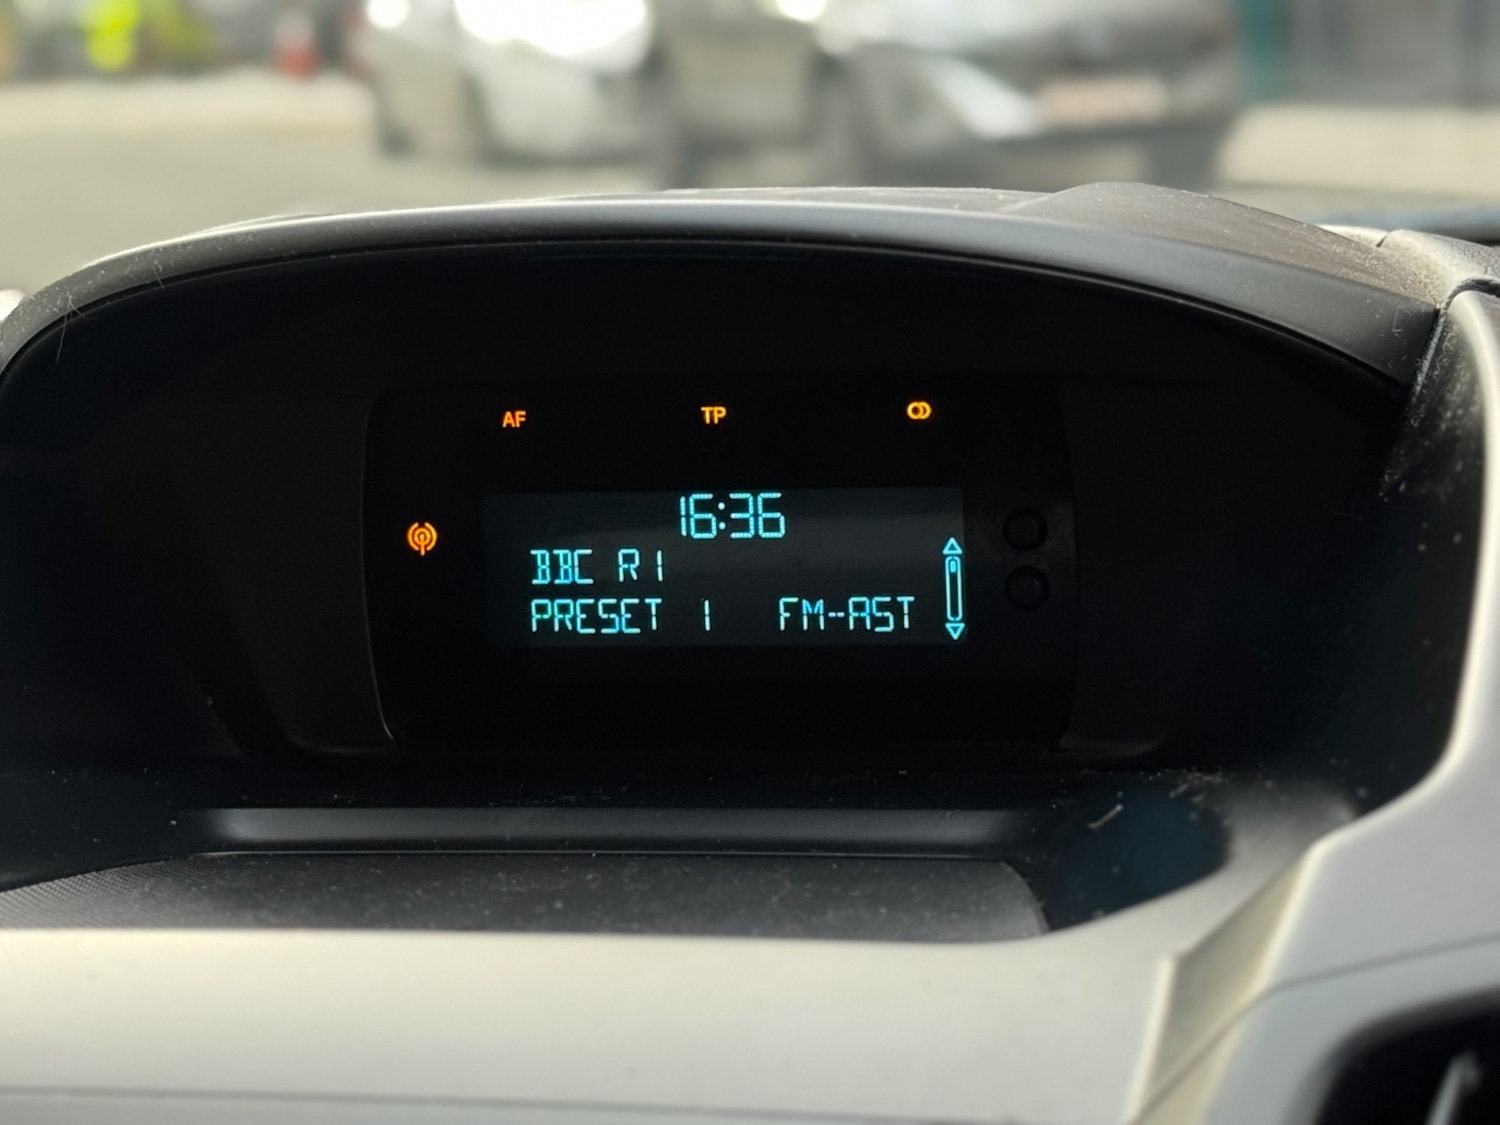 AF TP
16:36
BBC R1
PRESET 1 FM-AST